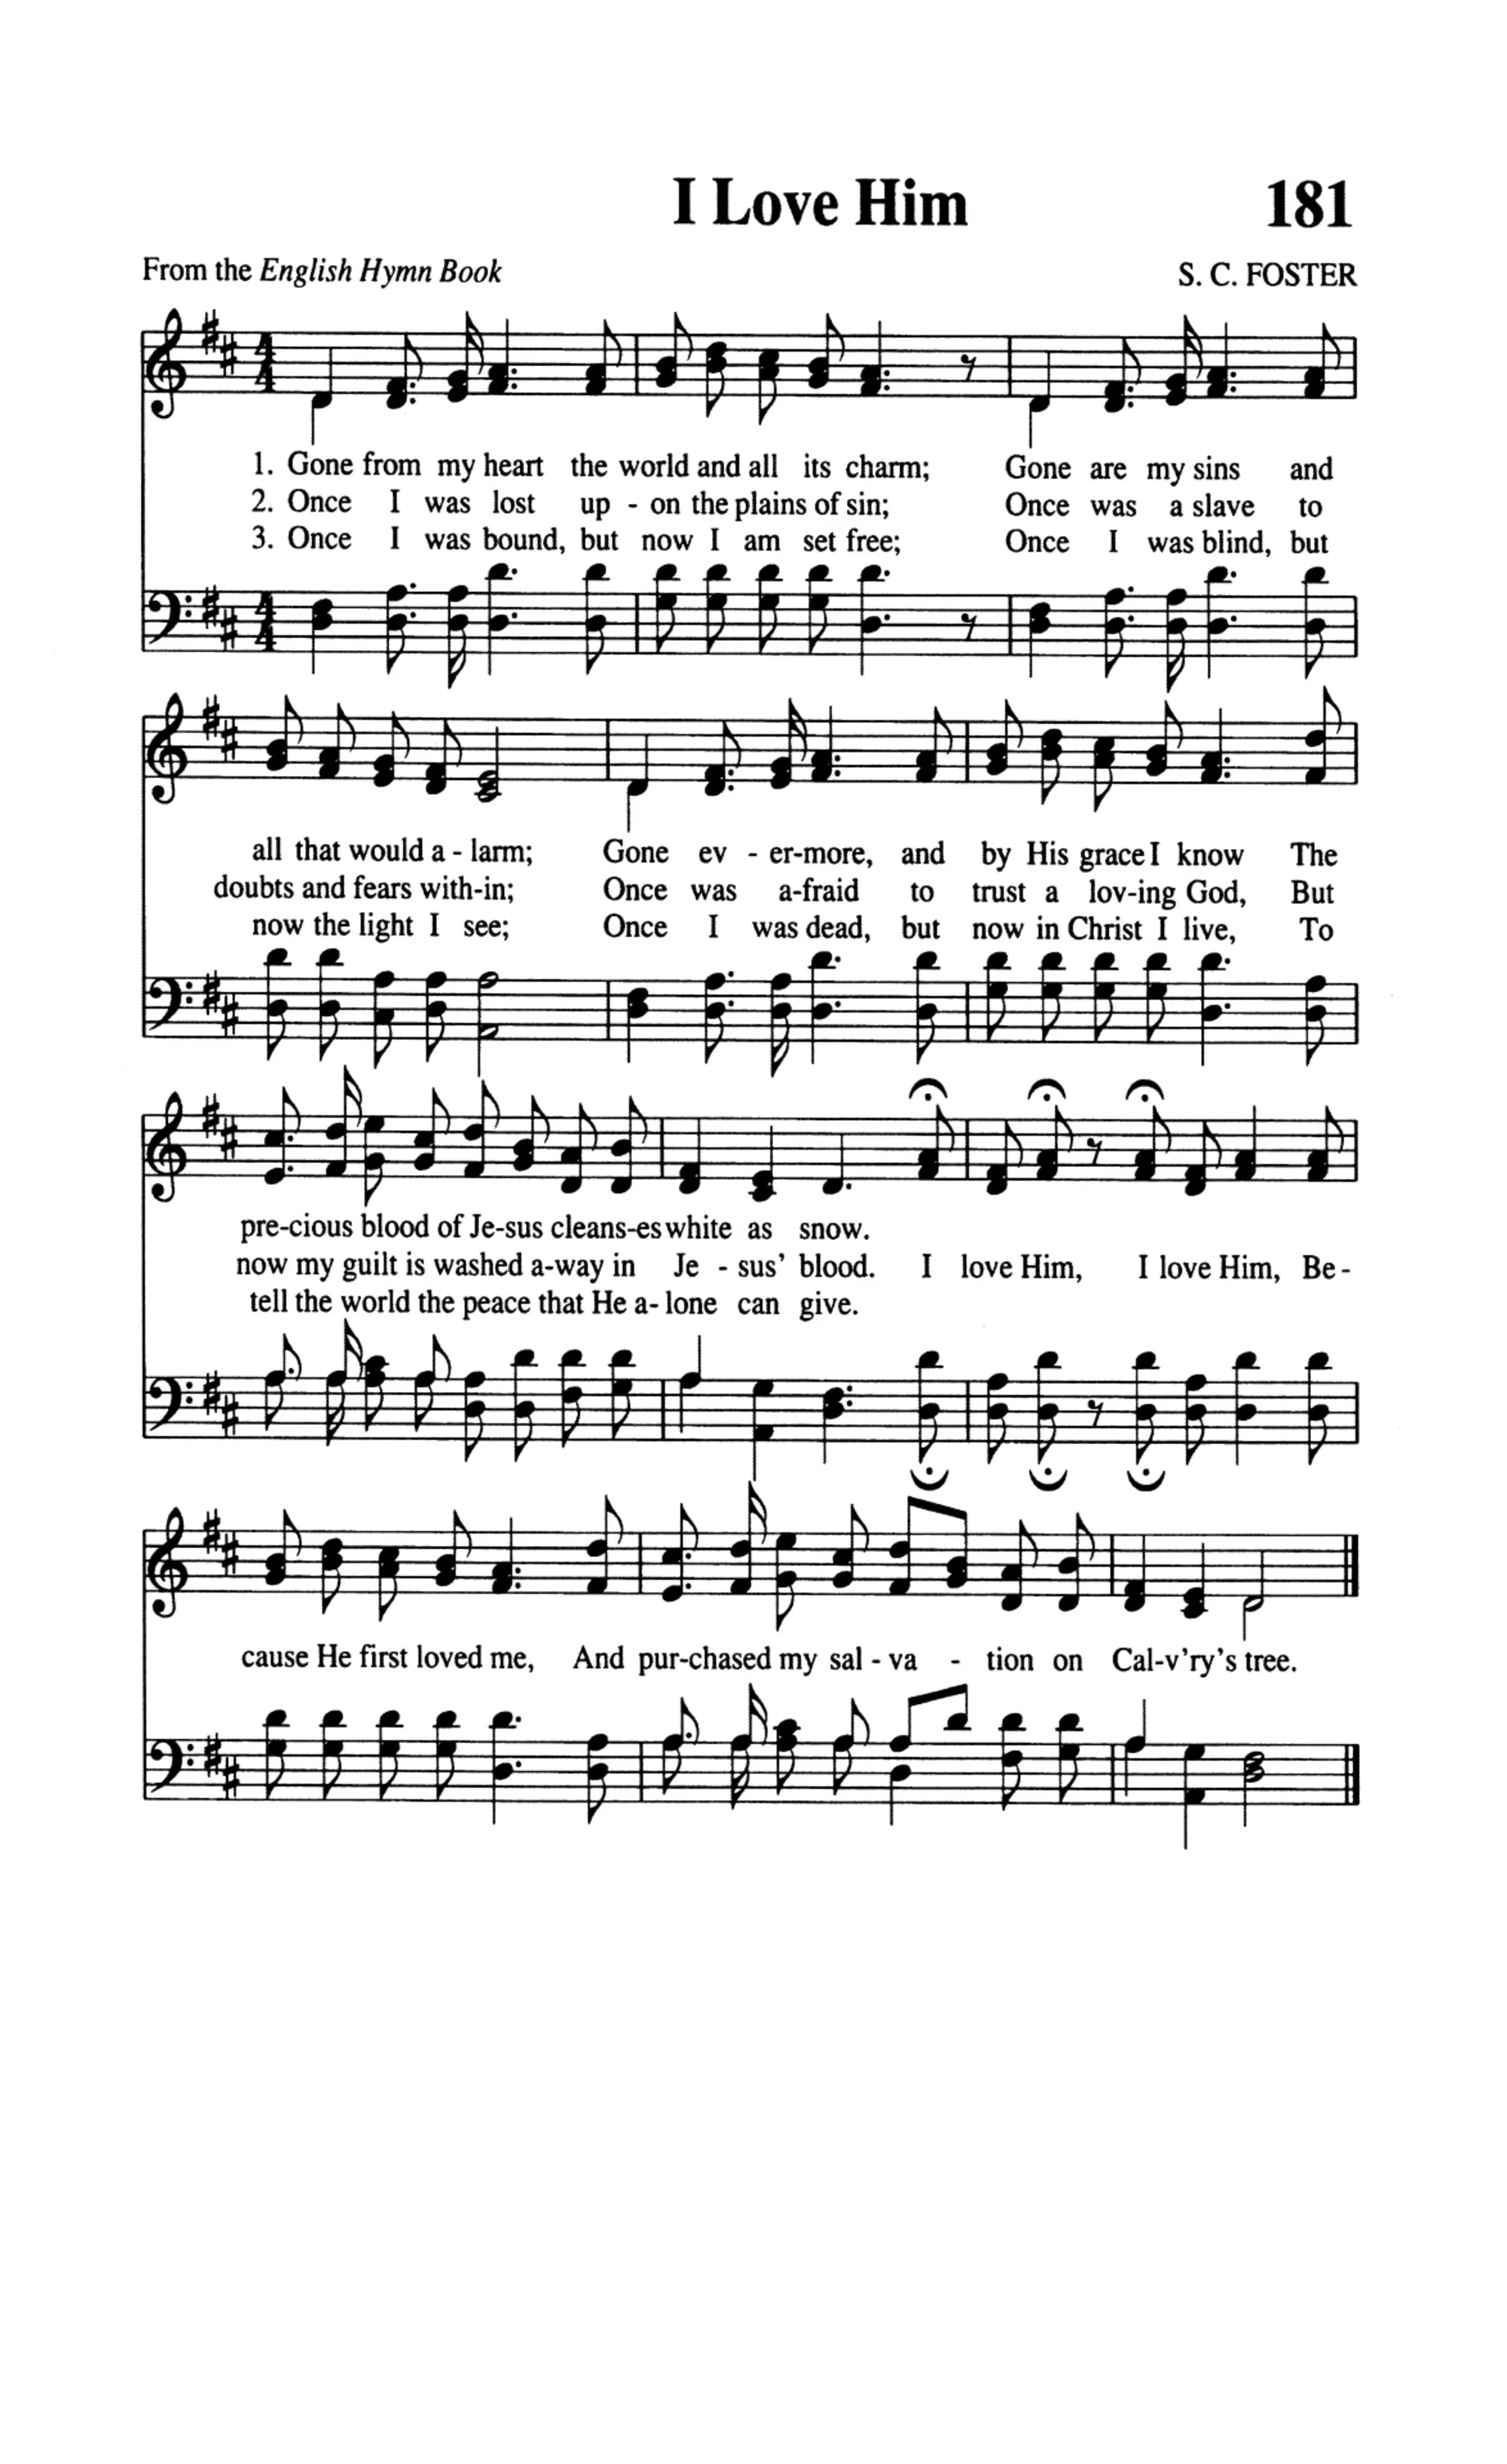 I Love Him 181
From the English Hymn Book S. C. FOSTER
1. Gone from my heart the world and all its charm; Gone are my sins and
2. Once I was lost up - on the plains of sin; Once was a slave to
3. Once I was bound, but now I am set free; Once I was blind, but
all that would a - larm; Gone ev - er-more, and by His grace I know The
doubts and fears with-in; Once was a-fraid to trust a lov-ing God, But
now the light I see; Once I was dead, but now in Christ I live, To
pre-cious blood of Je-sus cleans-es white as snow.
now my guilt is washed a-way in Je - sus' blood. I love Him, I love Him, Be -
tell the world the peace that He a- lone can give.
cause He first loved me, And pur-chased my sal - va - tion on Cal-v'ry's tree.